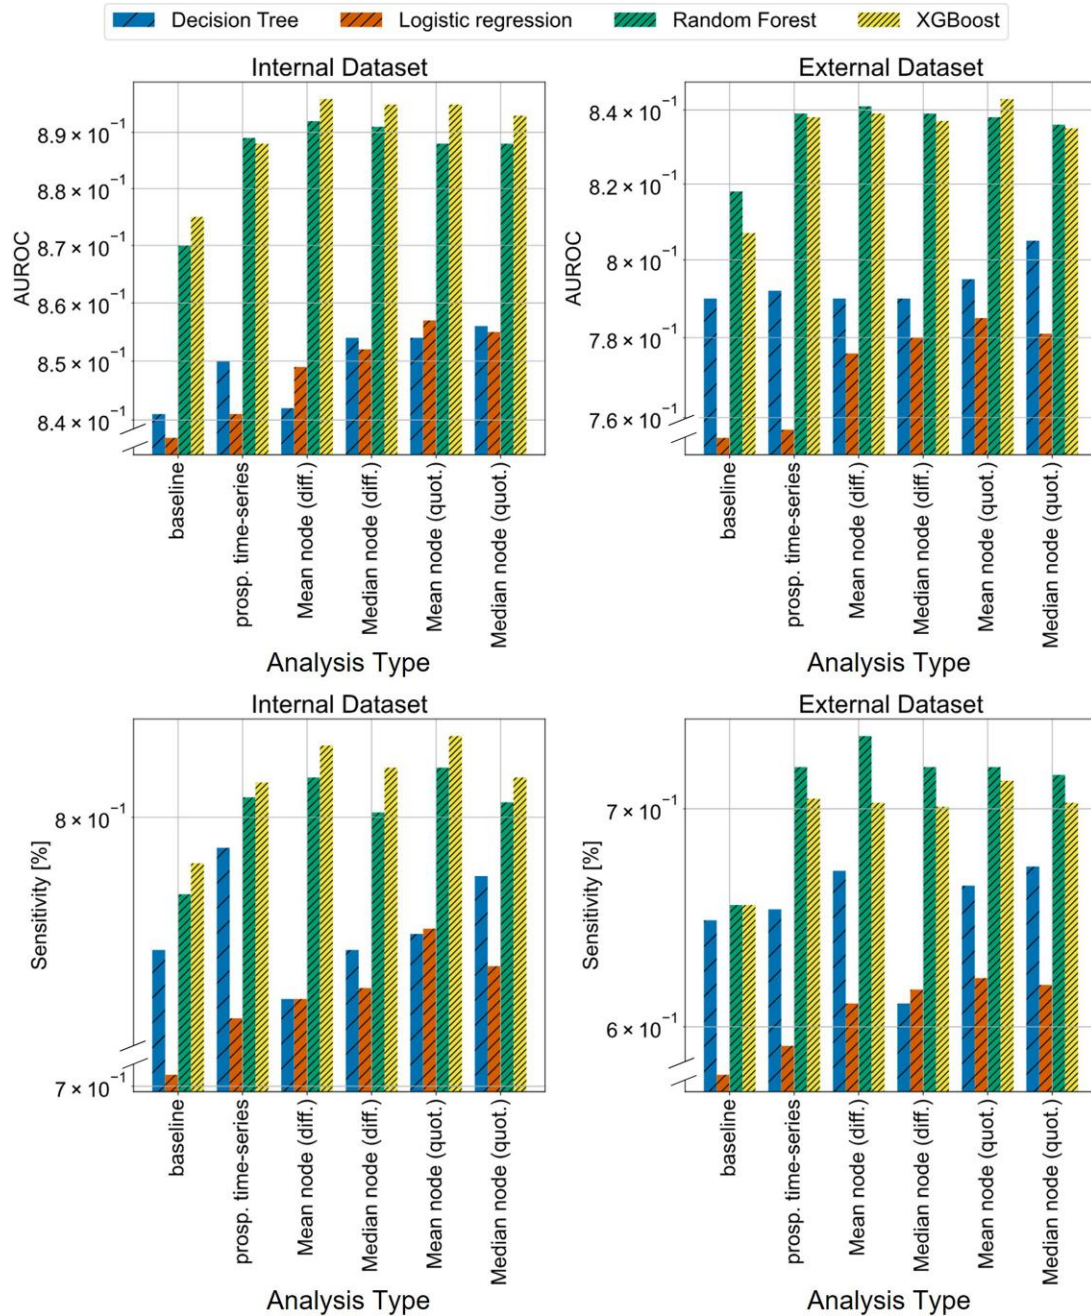 Decision Tree Logistic regression Random Forest XGBoost
Internal Dataset
AUROC
8.9 × 10⁻¹
8.8 × 10⁻¹
8.7 × 10⁻¹
8.6 × 10⁻¹
8.5 × 10⁻¹
8.4 × 10⁻¹
baseline
prosp. time-series
Mean node (diff.)
Median node (diff.)
Mean node (quot.)
Median node (quot.)
Analysis Type
External Dataset
AUROC
8.4 × 10⁻¹
8.2 × 10⁻¹
8 × 10⁻¹
7.8 × 10⁻¹
7.6 × 10⁻¹
baseline
prosp. time-series
Mean node (diff.)
Median node (diff.)
Mean node (quot.)
Median node (quot.)
Analysis Type
Internal Dataset
Sensitivity [%]
8 × 10⁻¹
7 × 10⁻¹
baseline
prosp. time-series
Mean node (diff.)
Median node (diff.)
Mean node (quot.)
Median node (quot.)
Analysis Type
External Dataset
Sensitivity [%]
7 × 10⁻¹
6 × 10⁻¹
baseline
prosp. time-series
Mean node (diff.)
Median node (diff.)
Mean node (quot.)
Median node (quot.)
Analysis Type